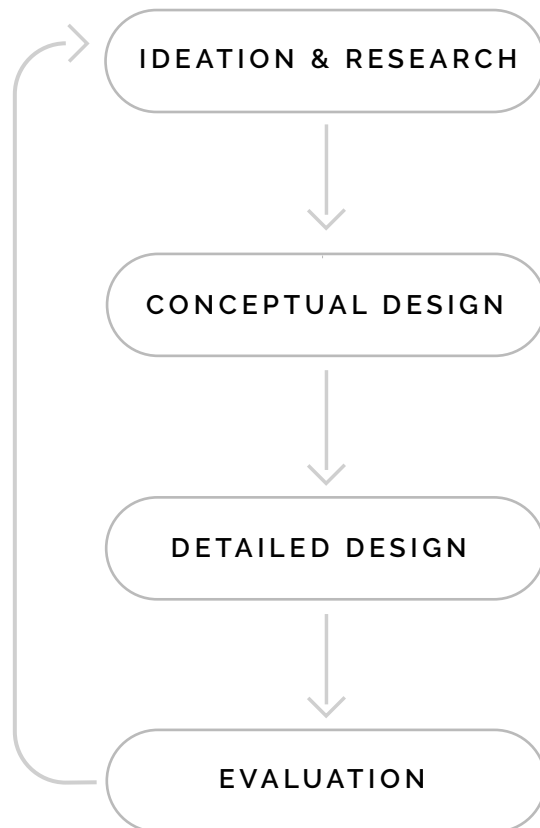 IDEATION & RESEARCH
CONCEPTUAL DESIGN
DETAILED DESIGN
EVALUATION